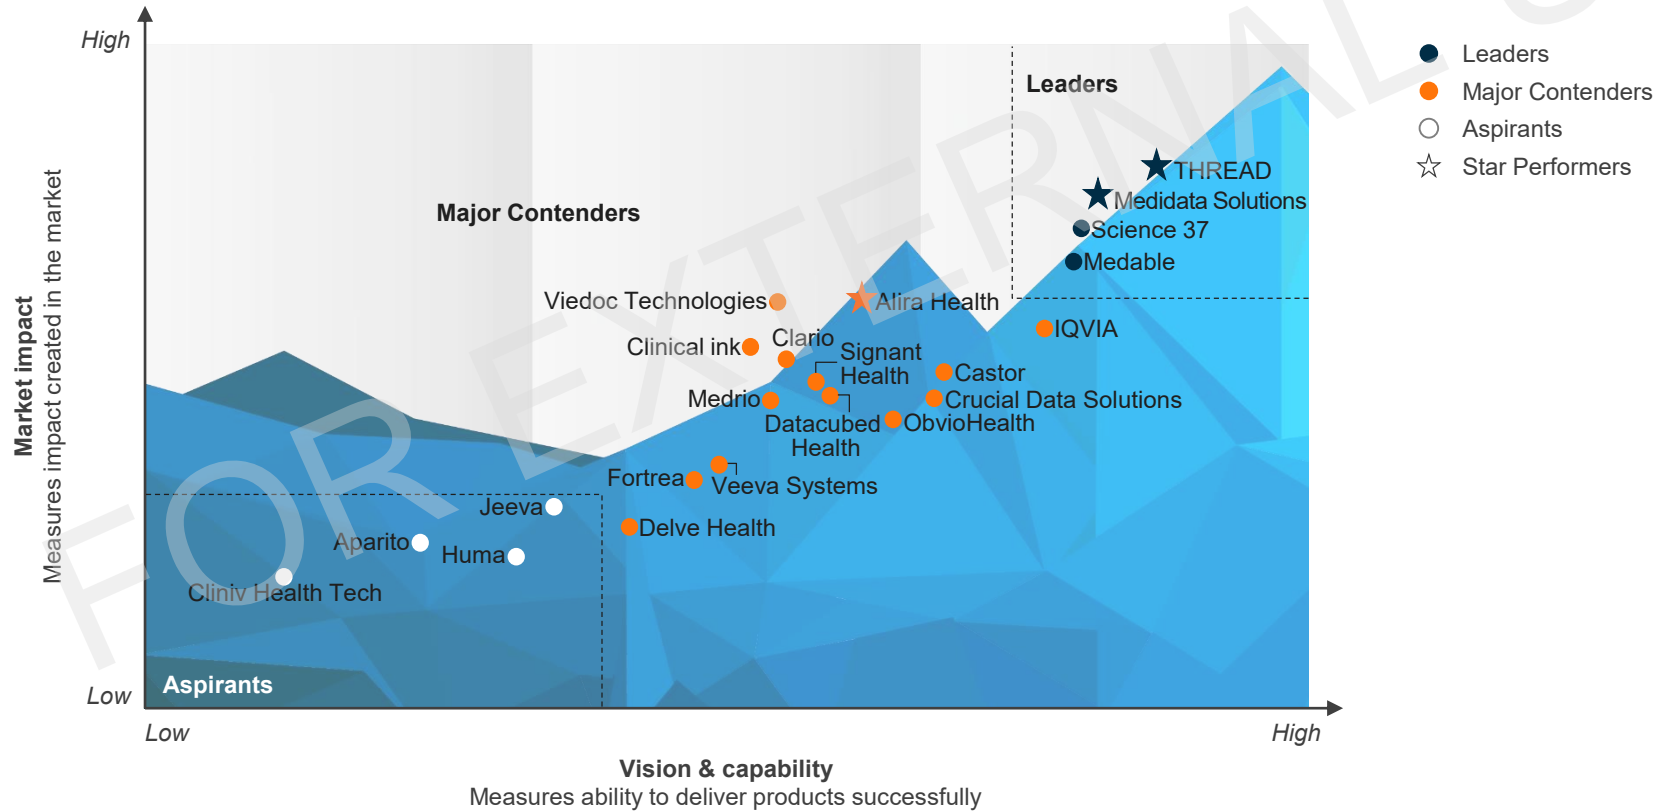 High
Leaders
Leaders
Major Contenders
Aspirants
Star Performers
THREAD
Medidata Solutions
Science 37
Medable
Major Contenders
Viedoc Technologies
Alira Health
IQVIA
Clinical ink
Clario
Signant
Health
Castor
Medrio
Crucial Data Solutions
Datacubed
Health
ObvioHealth
Fortrea
Veeva Systems
Jeeva
Delve Health
Aparito
Huma
Cliniv Health Tech
Aspirants
Market impact
Measures impact created in the market
Low
Low
High
Vision & capability
Measures ability to deliver products successfully
FOR EXTERNAL